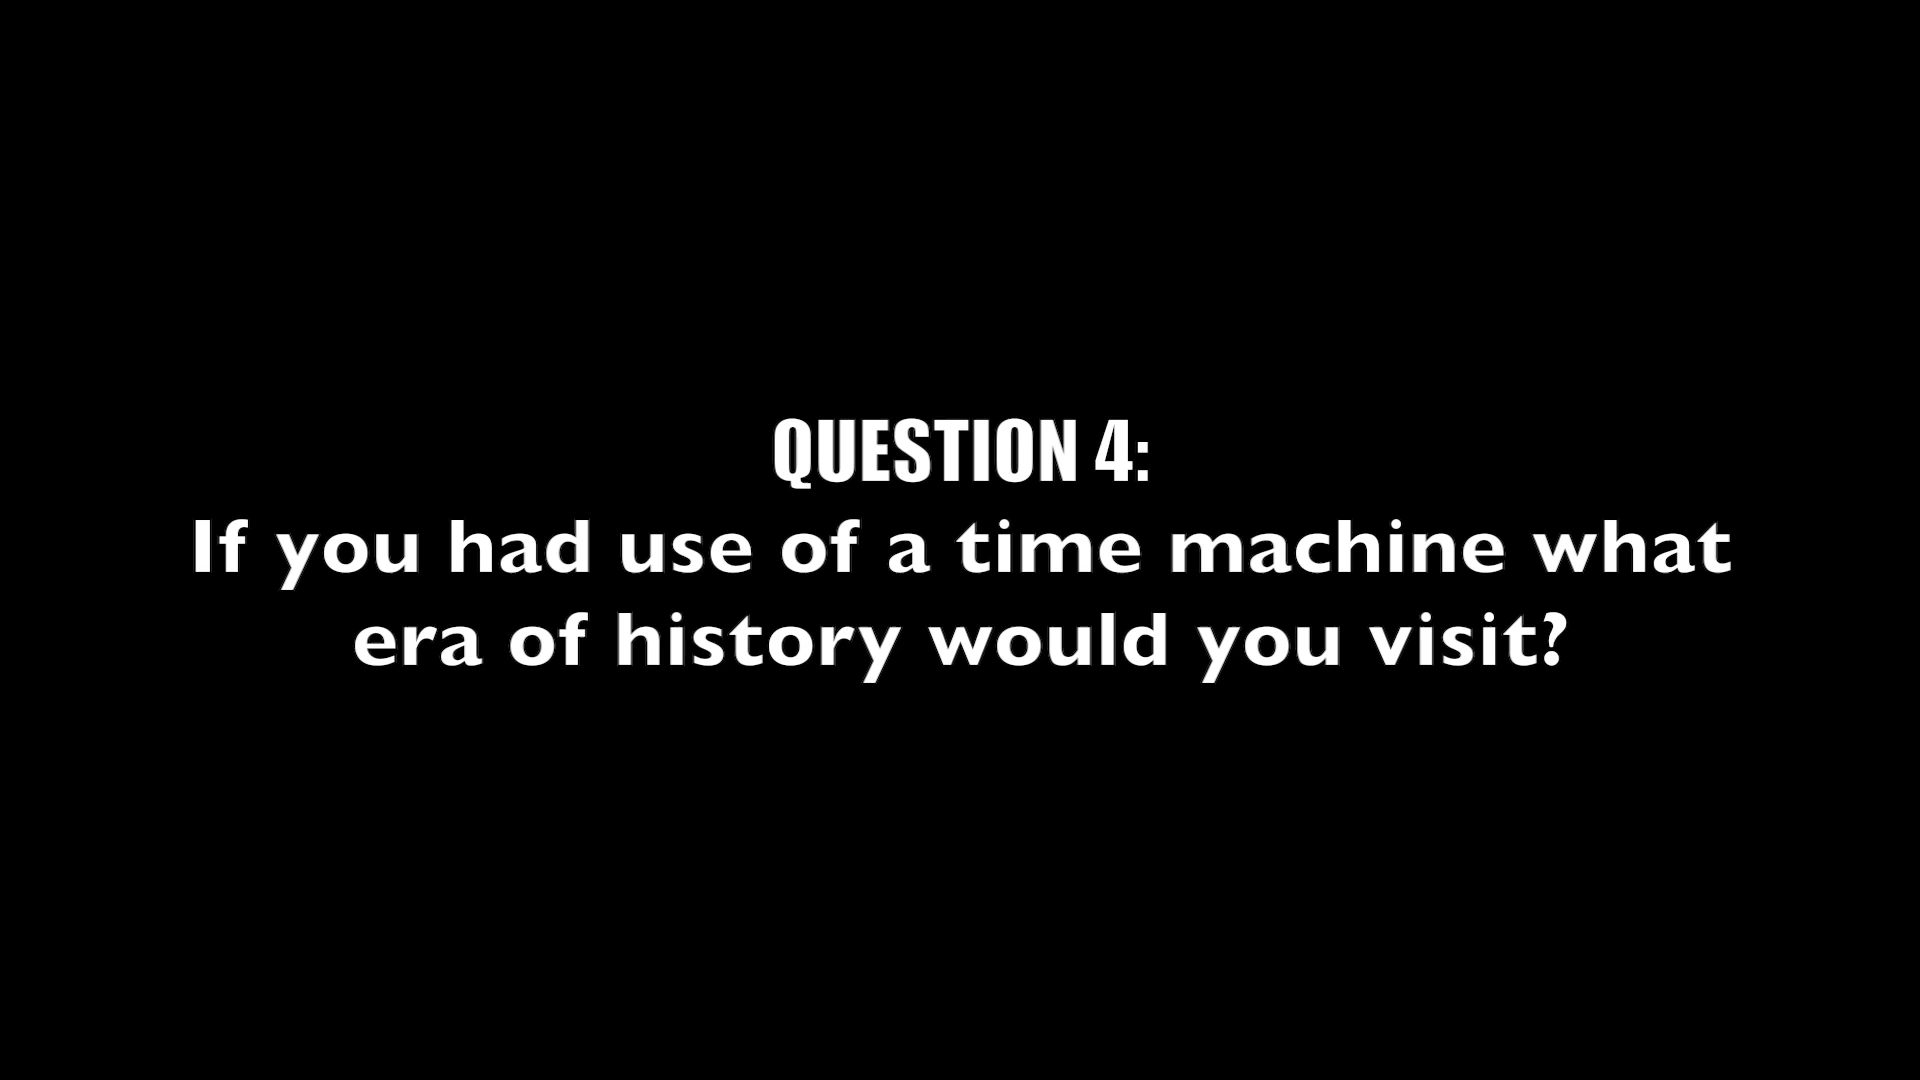 QUESTION 4:
If you had use of a time machine what
era of history would you visit?